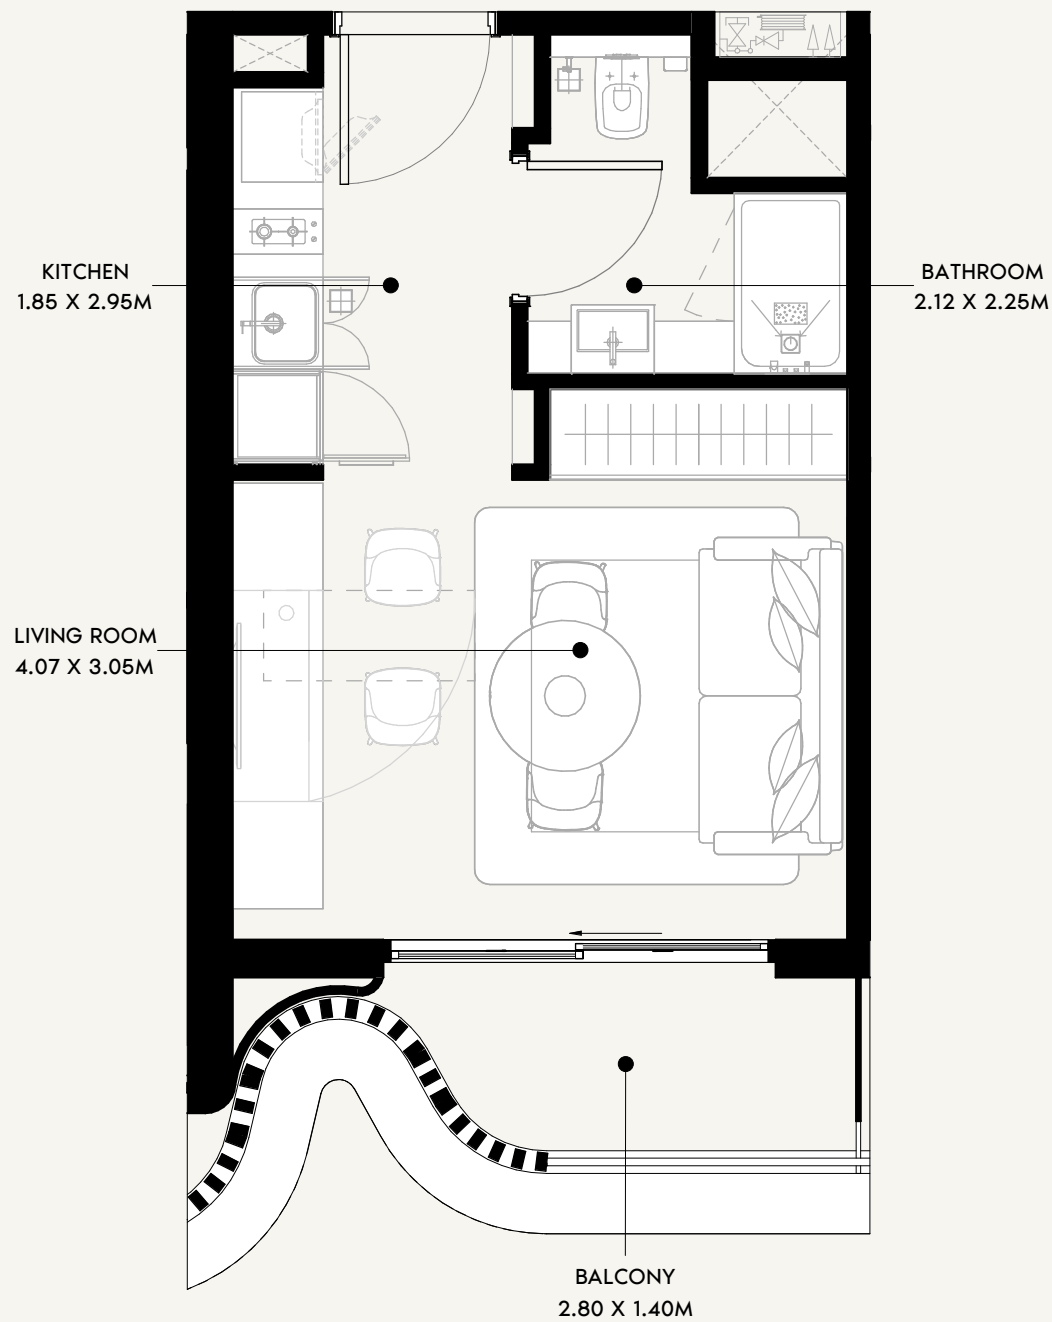 KITCHEN
1.85 X 2.95M
BATHROOM
2.12 X 2.25M
LIVING ROOM
4.07 X 3.05M
BALCONY
2.80 X 1.40M